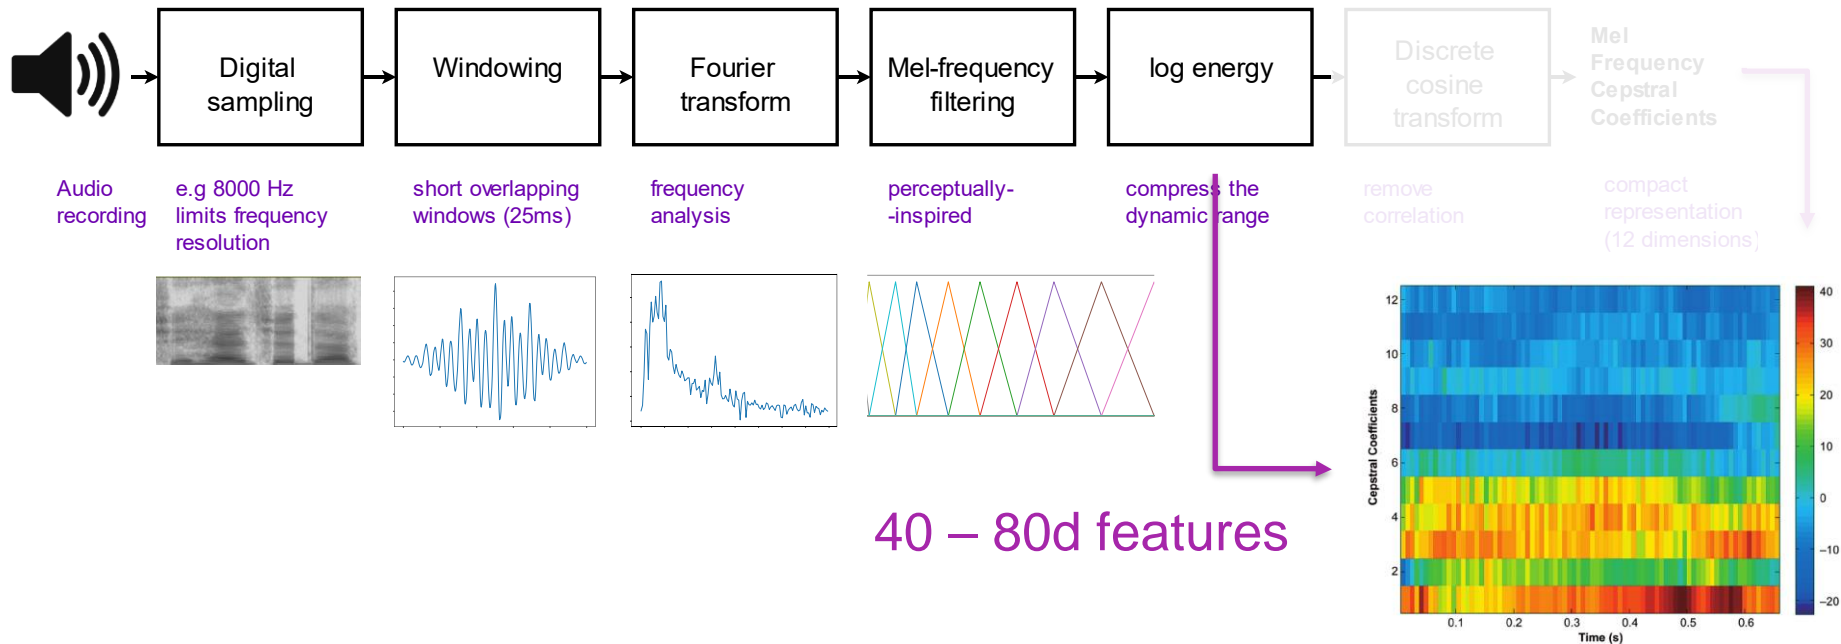 Digital
sampling
Windowing
Fourier
transform
Mel-frequency
filtering
log energy
Discrete
cosine
transform
Mel
Frequency
Cepstral
Coefficients
Audio
recording
e.g 8000 Hz
limits frequency
resolution
short overlapping
windows (25ms)
frequency
analysis
perceptually-
-inspired
compress the
dynamic range
remove
correlation
compact
representation
(12 dimensions)
40 – 80d features
Cepstral Coefficients
12
10
8
6
4
2
0.1
0.2
0.3
0.4
0.5
0.6
Time (s)
40
30
20
10
0
–10
–20